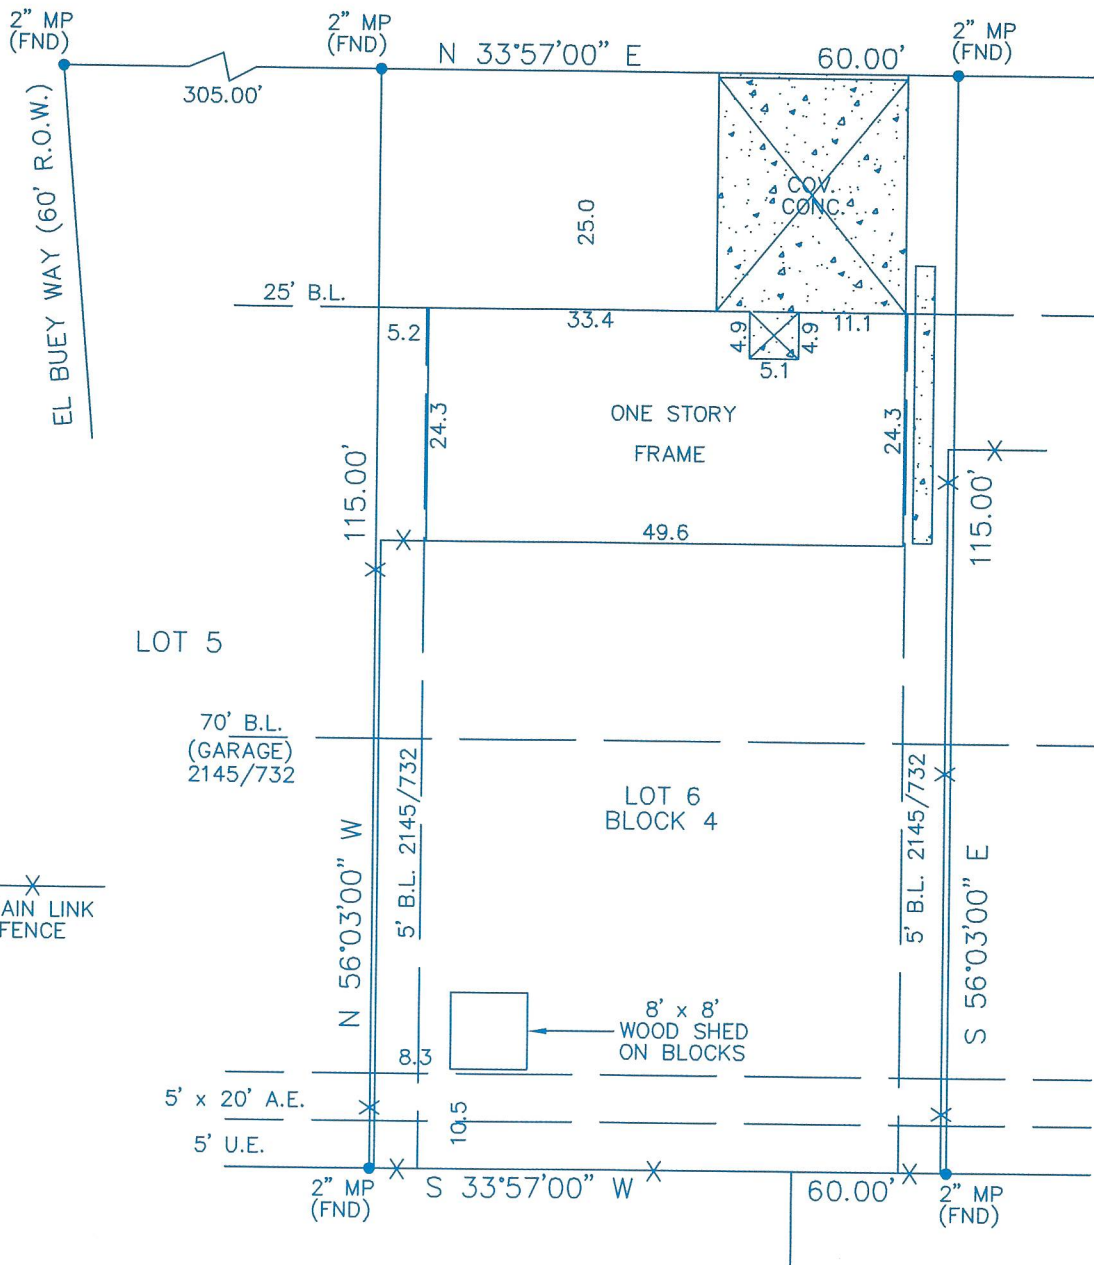 2" MP
(FND)
2" MP
(FND)
N 33°57'00" E
60.00'
2" MP
(FND)
305.00'
EL BUEY WAY (60' R.O.W.)
COV.
CONC.
25.0
25' B.L.
5.2
33.4
4.9
4.9
11.1
5.1
24.3
ONE STORY
FRAME
24.3
115.00'
49.6
115.00'
LOT 5
70' B.L.
(GARAGE)
2145/732
5' B.L. 2145/732
LOT 6
BLOCK 4
5' B.L. 2145/732
N 56°03'00" W
S 56°03'00" E
AIN LINK
FENCE
8' x 8'
WOOD SHED
ON BLOCKS
8.3
5' x 20' A.E.
10.5
5' U.E.
2" MP
(FND)
S 33°57'00" W
60.00'
2" MP
(FND)